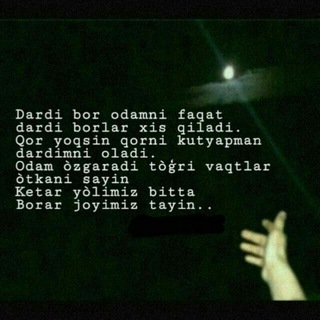 Dardi bor odamni faqat
dardi borlar xis qiladi.
Qor yoqsin qorni kutyapman
dardimni oladi.
Odam òzgaradi tòģri vaqtlar
òtkani sayin
Ketar yòlimiz bitta
Borar joyimiz tayin..